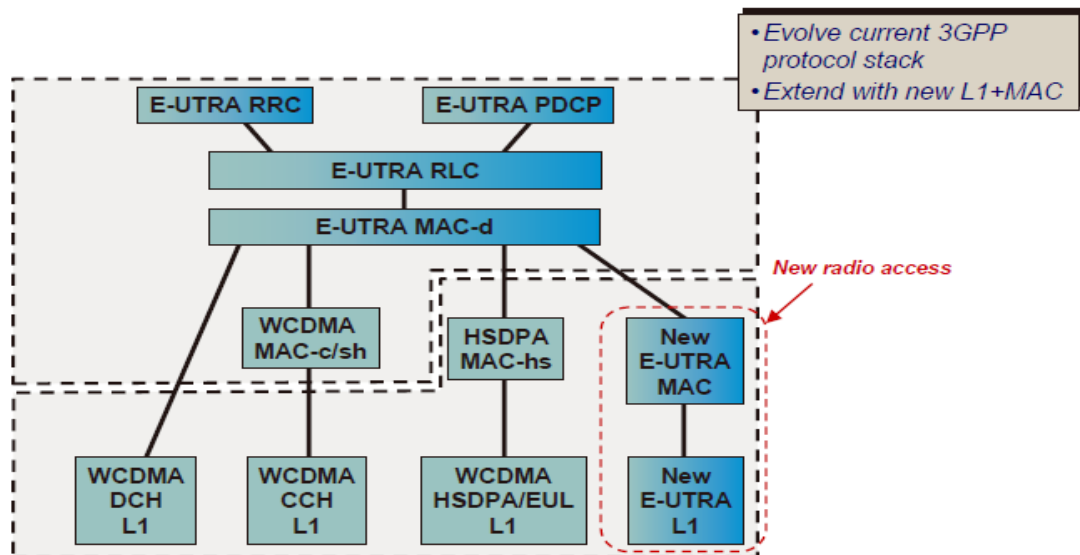 • Evolve current 3GPP
protocol stack
• Extend with new L1+MAC
E-UTRA RRC
E-UTRA PDCP
E-UTRA RLC
E-UTRA MAC-d
New radio access
WCDMA
MAC-c/sh
HSDPA
MAC-hs
New
E-UTRA
MAC
WCDMA
DCH
L1
WCDMA
CCH
L1
WCDMA
HSDPA/EUL
L1
New
E-UTRA
L1